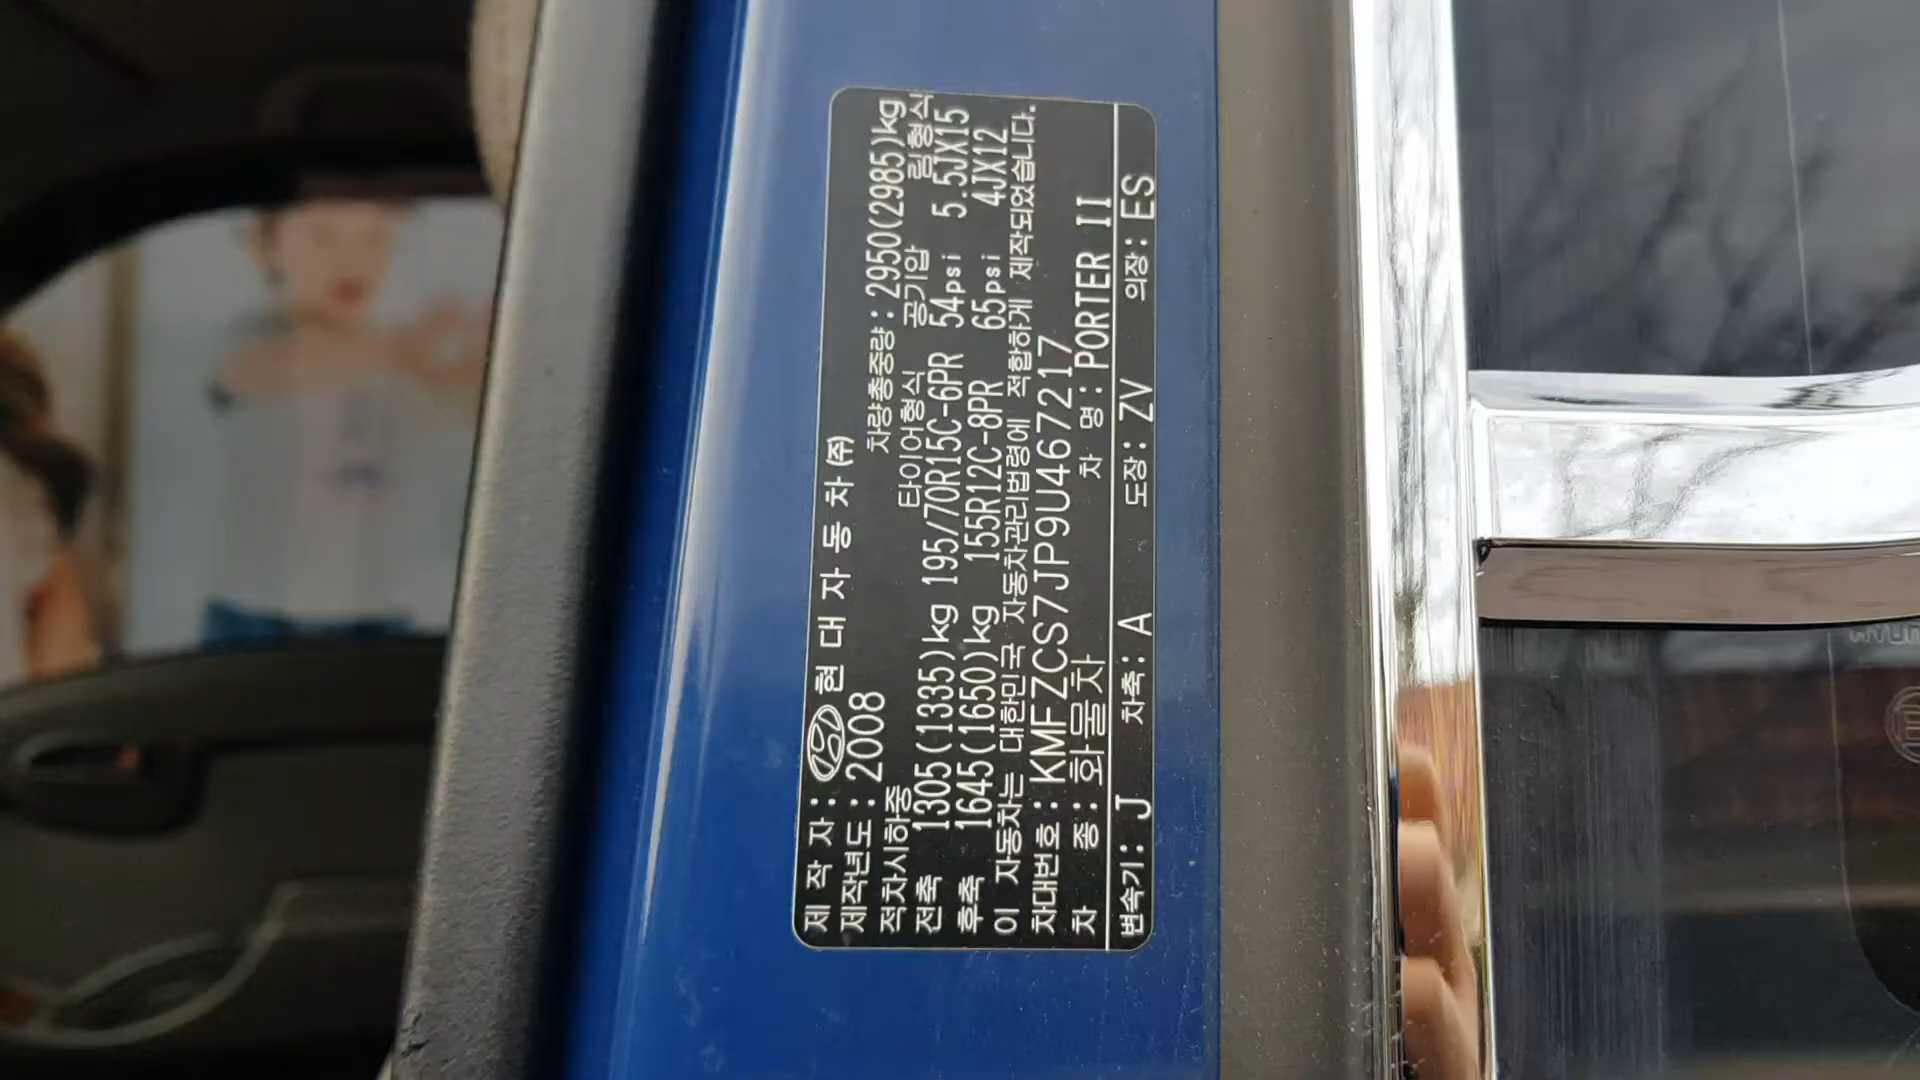 제 작 자 : 현 대 자 동 차 (주)
제작년도 : 2008 차량총중량 : 2950(2985)kg
적차시하중 타이어형식 공기압 림형식
전축 1305(1335)kg 195/70R15C-6PR 54psi 5.5JX15
후축 1645(1650)kg 155R12C-8PR 65psi 4JX12
이 자동차는 대한민국 자동차관리법령에 적합하게 제작되었습니다.
차대번호 : KMFZCS7JP9U467217
차 종 : 화물차 차 명 : PORTER II
변속기 : J 차축 : A 도장 : ZV 의장 : ES